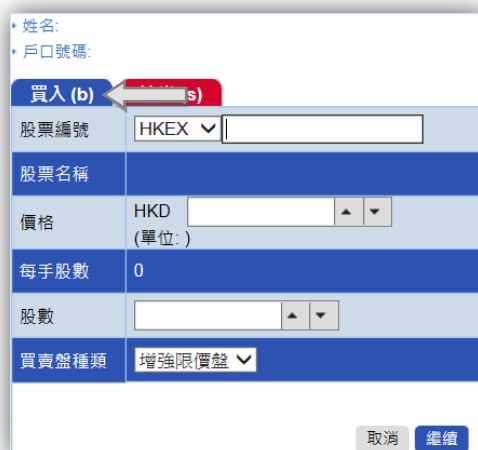 姓名:
戶口號碼:
買入 (b)
s)
股票編號 HKEX
股票名稱
價格 HKD
(單位: )
每手股數 0
股數
買賣盤種類 增強限價盤
取消 繼續